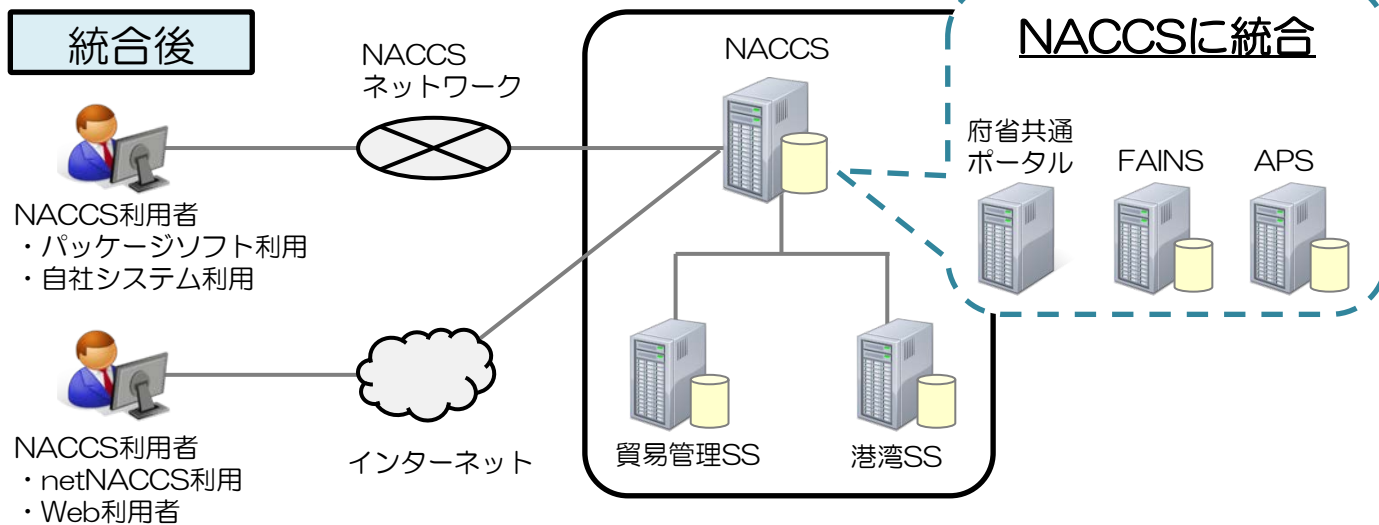 統合後
NACCS
ネットワーク
NACCS
NACCSに統合
府省共通
ポータル
FAINS
APS
NACCS利用者
・パッケージソフト利用
・自社システム利用
NACCS利用者
・netNACCS利用
・Web利用者
インターネット
貿易管理SS
港湾SS